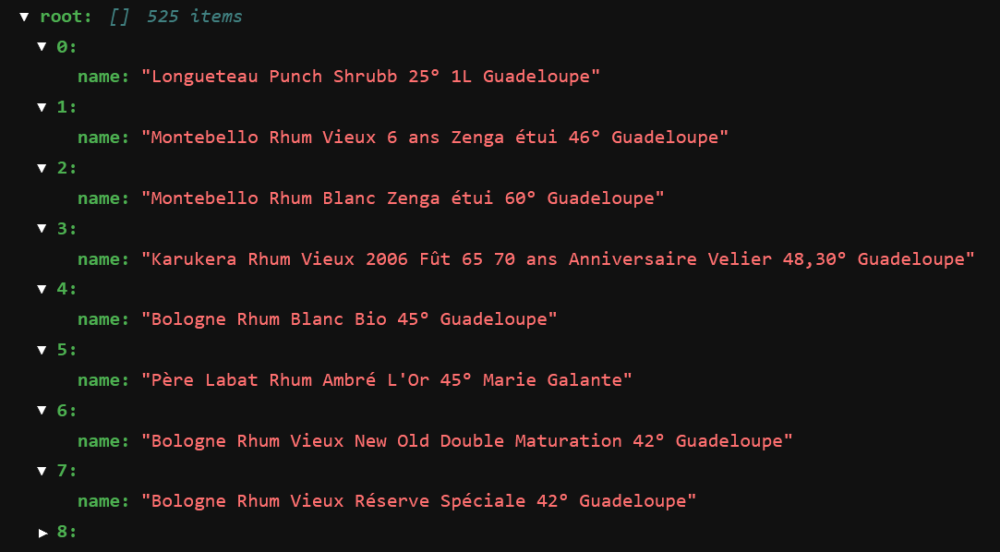 ▼ root: [] 525 items
▼ 0:
name: "Longueteau Punch Shrubb 25° 1L Guadeloupe"
▼ 1:
name: "Montebello Rhum Vieux 6 ans Zenga étui 46° Guadeloupe"
▼ 2:
name: "Montebello Rhum Blanc Zenga étui 60° Guadeloupe"
▼ 3:
name: "Karukera Rhum Vieux 2006 Fût 65 70 ans Anniversaire Velier 48,30° Guadeloupe"
▼ 4:
name: "Bologne Rhum Blanc Bio 45° Guadeloupe"
▼ 5:
name: "Père Labat Rhum Ambré L'Or 45° Marie Galante"
▼ 6:
name: "Bologne Rhum Vieux New Old Double Maturation 42° Guadeloupe"
▼ 7:
name: "Bologne Rhum Vieux Réserve Spéciale 42° Guadeloupe"
▶ 8: